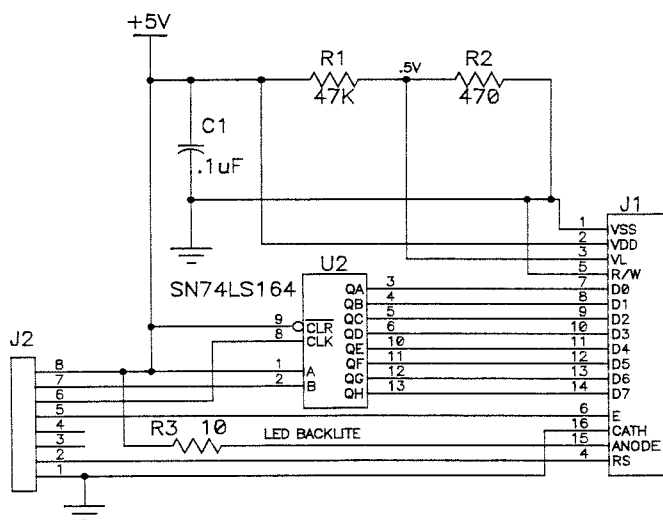 +5V
R1
47K
.5V
R2
470
C1
.1uF
J1
1 VSS
2 VDD
3 VL
5 R/W
7 D0
8 D1
9 D2
10 D3
11 D4
12 D5
13 D6
14 D7
6 E
16 CATH
15 ANODE
4 RS
U2
SN74LS164
9 CLR
8 CLK
1 A
2 B
QA 3
QB 4
QC 5
QD 6
QE 10
QF 11
QG 12
QH 13
J2
8
7
6
5
4
3
2
1
R3 10
LED BACKLITE